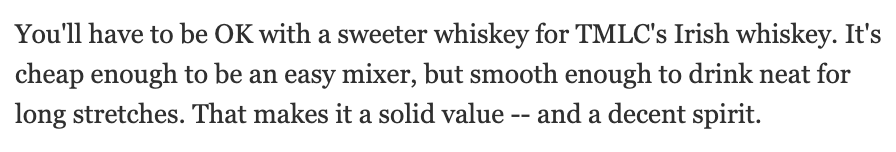 You'll have to be OK with a sweeter whiskey for TMLC's Irish whiskey. It's
cheap enough to be an easy mixer, but smooth enough to drink neat for
long stretches. That makes it a solid value -- and a decent spirit.